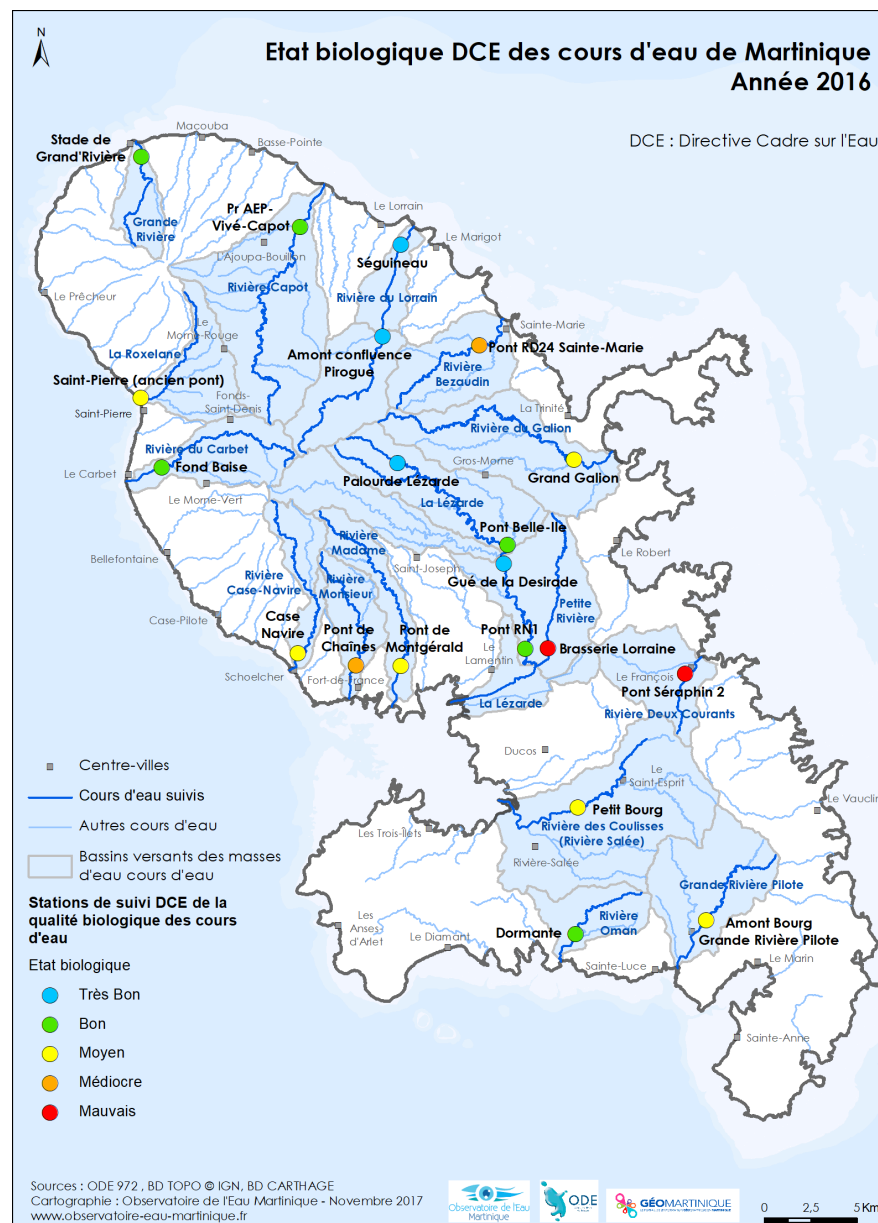 N
Etat biologique DCE des cours d'eau de Martinique
Année 2016
DCE : Directive Cadre sur l'Eau
Macouba
Stade de
Grand'Rivière
Basse-Pointe
Pr AEP-
Vivé-Capot
Le Lorrain
Grande
Rivière
L'Ajoupa-Bouillon
Séguineau
Le Marigot
Le Prêcheur
Rivière Capot
Rivière du Lorrain
Le
Morne-Rouge
Sainte-Marie
La Roxelane
Amont confluence
Pirogue
Pont RD24 Sainte-Marie
Rivière
Bezaudin
Saint-Pierre (ancien pont)
Saint-Pierre
Fonds-
Saint-Denis
La Trinité
Rivière du Galion
Rivière du Carbet
Le Carbet
Fond Baise
Gros-Morne
Palourde Lézarde
Grand Galion
Le Morne-Vert
La Lézarde
Pont Belle-Ile
Rivière
Madame
Bellefontaine
Saint-Joseph
Le Robert
Rivière
Case-Navire
Rivière
Monsieur
Gué de la Desirade
Petite
Rivière
Case-Pilote
Case
Navire
Pont de
Chaînes
Pont de
Montgérald
Pont RN1
Brasserie Lorraine
Le
Lamentin
Schoelcher
Fort-de-France
Le François
Pont Séraphin 2
La Lézarde
Rivière Deux Courants
Ducos
Le
Saint-Esprit
Petit Bourg
Le Vauclin
Les Trois-Ilets
Rivière des Coulisses
(Rivière Salée)
Rivière-Salée
Grande Rivière Pilote
Les
Anses
d'Arlet
Le Diamant
Dormante
Rivière
Oman
Amont Bourg
Grande Rivière Pilote
Sainte-Luce
Le Marin
Sainte-Anne
Centre-villes
Cours d'eau suivis
Autres cours d'eau
Bassins versants des masses
d'eau cours d'eau
Stations de suivi DCE de la
qualité biologique des cours
d'eau
Etat biologique
Très Bon
Bon
Moyen
Médiocre
Mauvais
Sources : ODE 972 , BD TOPO © IGN, BD CARTHAGE
Cartographie : Observatoire de l'Eau Martinique - Novembre 2017
www.observatoire-eau-martinique.fr
Observatoire de l'Eau
Martinique
ODE
GÉOMARTINIQUE
0 2,5 5 Km